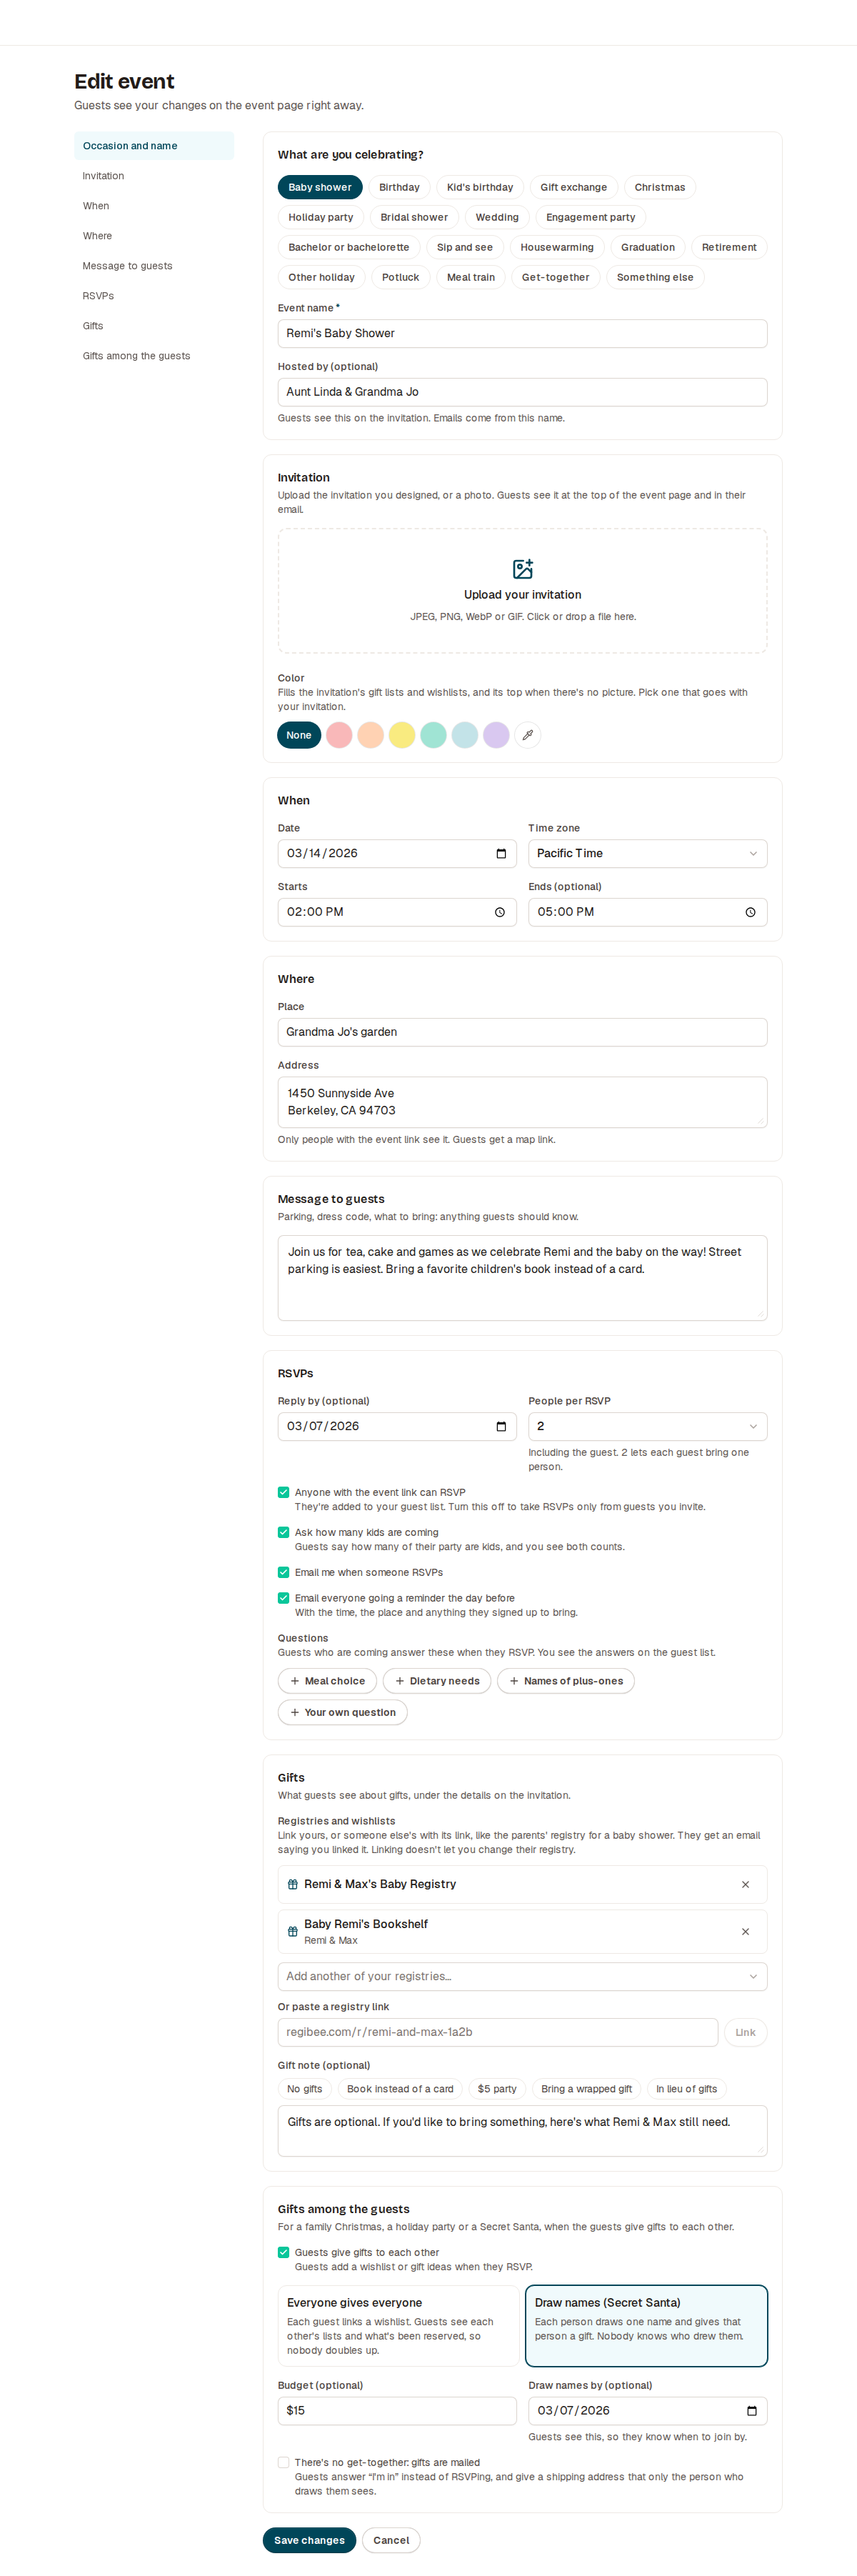 Edit event
Guests see your changes on the event page right away.
Occasion and name
Invitation
When
Where
Message to guests
RSVPs
Gifts
Gifts among the guests
What are you celebrating?
Baby shower Birthday Kid's birthday Gift exchange Christmas
Holiday party Bridal shower Wedding Engagement party
Bachelor or bachelorette Sip and see Housewarming Graduation Retirement
Other holiday Potluck Meal train Get-together Something else
Event name *
Remi's Baby Shower
Hosted by (optional)
Aunt Linda & Grandma Jo
Guests see this on the invitation. Emails come from this name.
Invitation
Upload the invitation you designed, or a photo. Guests see it at the top of the event page and in their
email.
Upload your invitation
JPEG, PNG, WebP or GIF. Click or drop a file here.
Color
Fills the invitation's gift lists and wishlists, and its top when there's no picture. Pick one that goes with
your invitation.
None
When
Date Time zone
03/14/2026 Pacific Time
Starts Ends (optional)
02:00 PM 05:00 PM
Where
Place
Grandma Jo's garden
Address
1450 Sunnyside Ave
Berkeley, CA 94703
Only people with the event link see it. Guests get a map link.
Message to guests
Parking, dress code, what to bring: anything guests should know.
Join us for tea, cake and games as we celebrate Remi and the baby on the way! Street
parking is easiest. Bring a favorite children's book instead of a card.
RSVPs
Reply by (optional) People per RSVP
03/07/2026 2
Including the guest. 2 lets each guest bring one
person.
Anyone with the event link can RSVP
They're added to your guest list. Turn this off to take RSVPs only from guests you invite.
Ask how many kids are coming
Guests say how many of their party are kids, and you see both counts.
Email me when someone RSVPs
Email everyone going a reminder the day before
With the time, the place and anything they signed up to bring.
Questions
Guests who are coming answer these when they RSVP. You see the answers on the guest list.
+ Meal choice + Dietary needs + Names of plus-ones
+ Your own question
Gifts
What guests see about gifts, under the details on the invitation.
Registries and wishlists
Link yours, or someone else's with its link, like the parents' registry for a baby shower. They get an email
saying you linked it. Linking doesn't let you change their registry.
Remi & Max's Baby Registry
Baby Remi's Bookshelf
Remi & Max
Add another of your registries...
Or paste a registry link
regibee.com/r/remi-and-max-1a2b Link
Gift note (optional)
No gifts Book instead of a card $5 party Bring a wrapped gift In lieu of gifts
Gifts are optional. If you'd like to bring something, here's what Remi & Max still need.
Gifts among the guests
For a family Christmas, a holiday party or a Secret Santa, when the guests give gifts to each other.
Guests give gifts to each other
Guests add a wishlist or gift ideas when they RSVP.
Everyone gives everyone
Each guest links a wishlist. Guests see each
other's lists and what's been reserved, so
nobody doubles up.
Draw names (Secret Santa)
Each person draws one name and gives that
person a gift. Nobody knows who drew them.
Budget (optional) Draw names by (optional)
$15 03/07/2026
Guests see this, so they know when to join by.
There's no get-together: gifts are mailed
Guests answer “I'm in” instead of RSVPing, and give a shipping address that only the person who
draws them sees.
Save changes Cancel